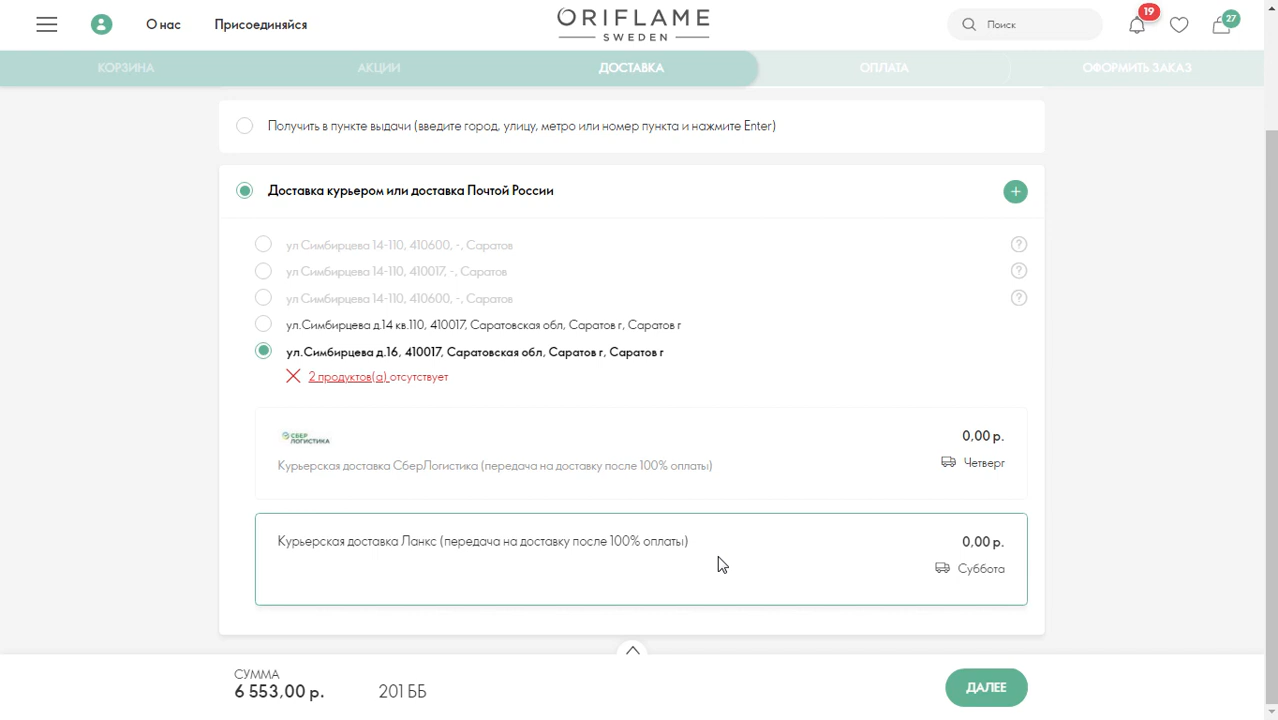 О нас
Присоединяйся
ORIFLAME
SWEDEN
Поиск
19
27
КОРЗИНА
АКЦИИ
ДОСТАВКА
ОПЛАТА
ОФОРМИТЬ ЗАКАЗ
Получить в пункте выдачи (введите город, улицу, метро или номер пункта и нажмите Enter)
Доставка курьером или доставка Почтой России
+
ул Симбирцева 14-110, 410600, -, Саратов
?
ул Симбирцева 14-110, 410017, -, Саратов
?
ул Симбирцева 14-110, 410600, -, Саратов
?
ул.Симбирцева д.14 кв.110, 410017, Саратовская обл, Саратов г, Саратов г
ул.Симбирцева д.16, 410017, Саратовская обл, Саратов г, Саратов г
2 продуктов(а) отсутствует
СБЕР ЛОГИСТИКА
0,00 р.
Курьерская доставка СберЛогистика (передача на доставку после 100% оплаты)
Четверг
Курьерская доставка Ланкс (передача на доставку после 100% оплаты)
0,00 р.
Суббота
СУММА
6 553,00 р.
201 ББ
ДАЛЕЕ